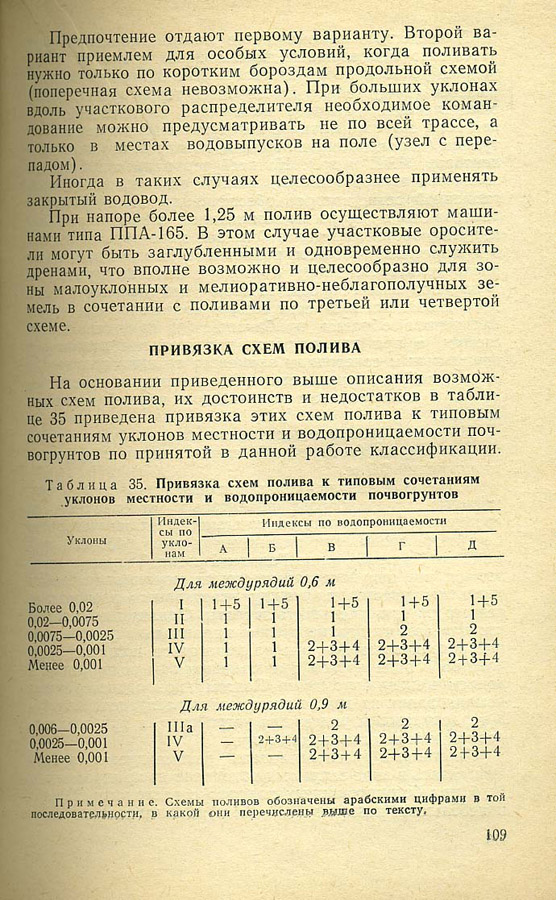 Предпочтение отдают первому варианту. Второй ва-
риант приемлем для особых условий, когда поливать
нужно только по коротким бороздам продольной схемой
(поперечная схема невозможна). При больших уклонах
вдоль участкового распределителя необходимое коман-
дование можно предусматривать не по всей трассе, а
только в местах водовыпусков на поле (узел с пере-
падом).
Иногда в таких случаях целесообразнее применять
закрытый водовод.
При напоре более 1,25 м полив осуществляют маши-
нами типа ППА-165. В этом случае участковые оросите-
ли могут быть заглубленными и одновременно служить
дренами, что вполне возможно и целесообразно для зо-
ны малоуклонных и мелиоративно-неблагополучных зе-
мель в сочетании с поливами по третьей или четвертой
схеме.
ПРИВЯЗКА СХЕМ ПОЛИВА
На основании приведенного выше описания возмож-
ных схем полива, их достоинств и недостатков в табли-
це 35 приведена привязка этих схем полива к типовым
сочетаниям уклонов местности и водопроницаемости поч-
вогрунтов по принятой в данной работе классификации.
Таблица 35. Привязка схем полива к типовым сочетаниям
уклонов местности и водопроницаемости почвогрунтов
Уклоны | Индек-сы по укло-нам | Индексы по водопроницаемости
А | Б | В | Г | Д
Для междурядий 0,6 м
Более 0,02 | I | 1+5 | 1+5 | 1+5 | 1+5 | 1+5
0,02—0,0075 | II | 1 | 1 | 1 | 1 | 1
0,0075—0,0025 | III | 1 | 1 | 1 | 2 | 2
0,0025—0,001 | IV | 1 | 1 | 2+3+4 | 2+3+4 | 2+3+4
Менее 0,001 | V | 1 | 1 | 2+3+4 | 2+3+4 | 2+3+4
Для междурядий 0,9 м
0,006—0,0025 | IIIа | — | — | 2 | 2 | 2
0,0025—0,001 | IV | — | 2+3+4 | 2+3+4 | 2+3+4 | 2+3+4
Менее 0,001 | V | — | — | 2+3+4 | 2+3+4 | 2+3+4
Примечание. Схемы поливов обозначены арабскими цифрами в той
последовательности, в какой они перечислены выше по тексту.
109